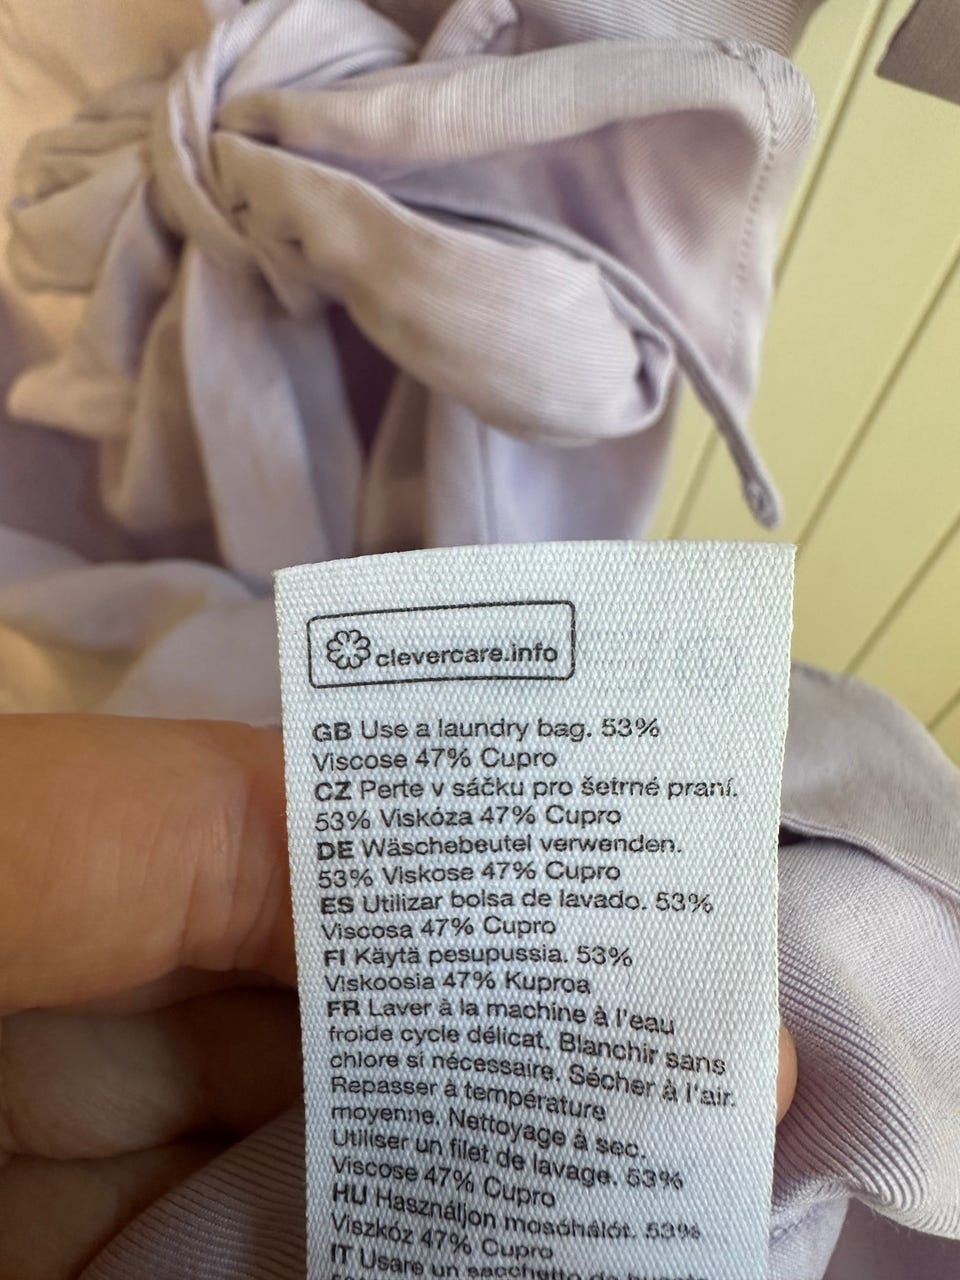 clevercare.info
GB Use a laundry bag. 53%
Viscose 47% Cupro
CZ Perte v sáčku pro šetrné praní.
53% Viskóza 47% Cupro
DE Wäschebeutel verwenden.
53% Viskose 47% Cupro
ES Utilizar bolsa de lavado. 53%
Viscosa 47% Cupro
FI Käytä pesupussia. 53%
Viskoosia 47% Kuproa
FR Laver à la machine à l'eau
froide cycle délicat. Blanchir sans
chlore si nécessaire. Sécher à l'air.
Repasser à température
moyenne. Nettoyage à sec.
Utiliser un filet de lavage. 53%
Viscose 47% Cupro
HU Használjon mosóhálót. 53%
Viszkóz 47% Cupro
IT Usare un sacchetto da